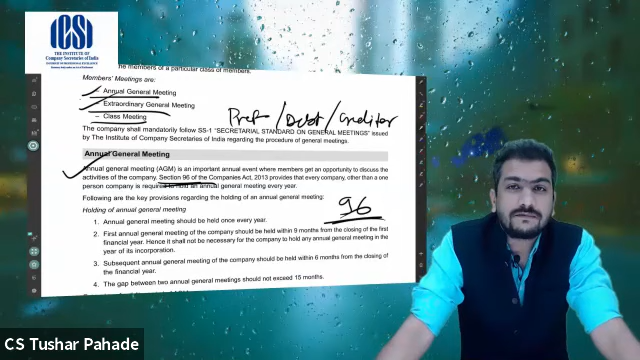 ICSI
THE INSTITUTE OF
Company Secretaries of India
the members of a particular class of members.
Members' Meetings are:
– Annual General Meeting
– Extraordinary General Meeting
– Class Meeting
Pref / Debt / Creditor
The company shall mandatorily follow SS-1 "SECRETARIAL STANDARD ON GENERAL MEETINGS" issued
by The Institute of Company Secretaries of India regarding the procedure of general meetings.
Annual General Meeting
Annual general meeting (AGM) is an important annual event where members get an opportunity to discuss the
activities of the company. Section 96 of the Companies Act, 2013 provides that every company, other than a one
person company is required to hold an annual general meeting every year.
Following are the key provisions regarding the holding of an annual general meeting:
96
Holding of annual general meeting
1. Annual general meeting should be held once every year.
2. First annual general meeting of the company should be held within 9 months from the closing of the first
financial year. Hence it shall not be necessary for the company to hold any annual general meeting in the
year of its incorporation.
3. Subsequent annual general meeting of the company should be held within 6 months from the closing of
the financial year.
4. The gap between two annual general meetings should not exceed 15 months.
CS Tushar Pahade